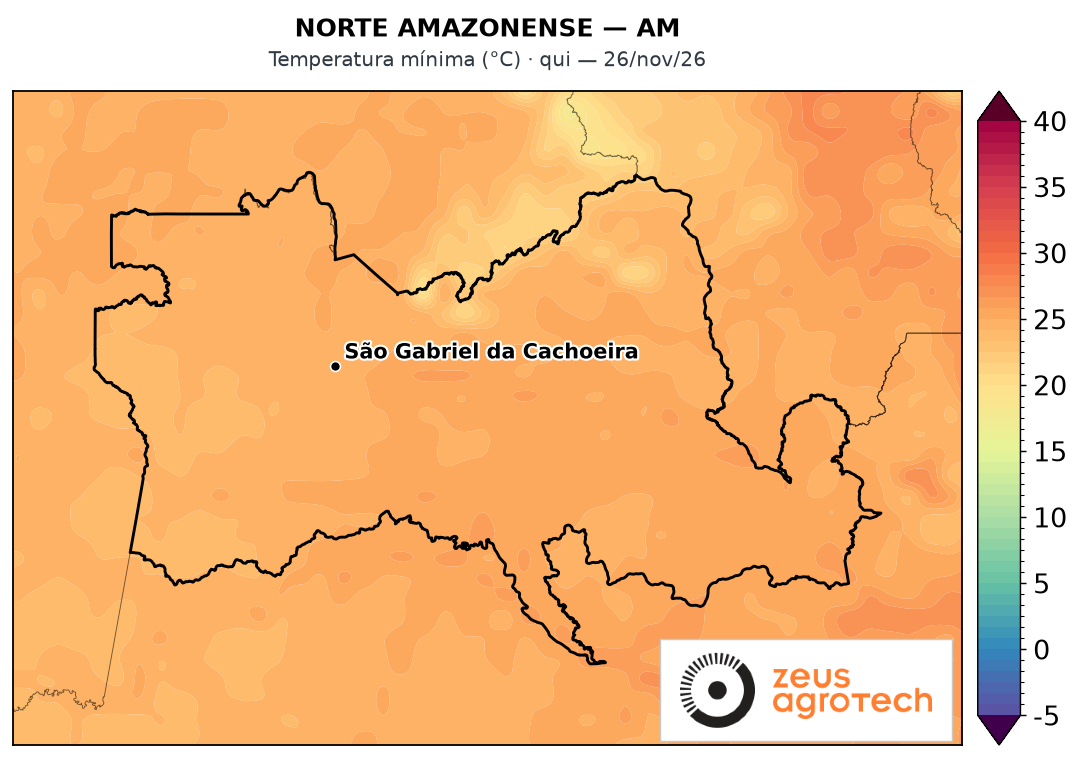 NORTE AMAZONENSE — AM
Temperatura mínima (°C) · qui — 26/nov/26
São Gabriel da Cachoeira
40
35
30
25
20
15
10
5
0
-5
zeus
agrotech